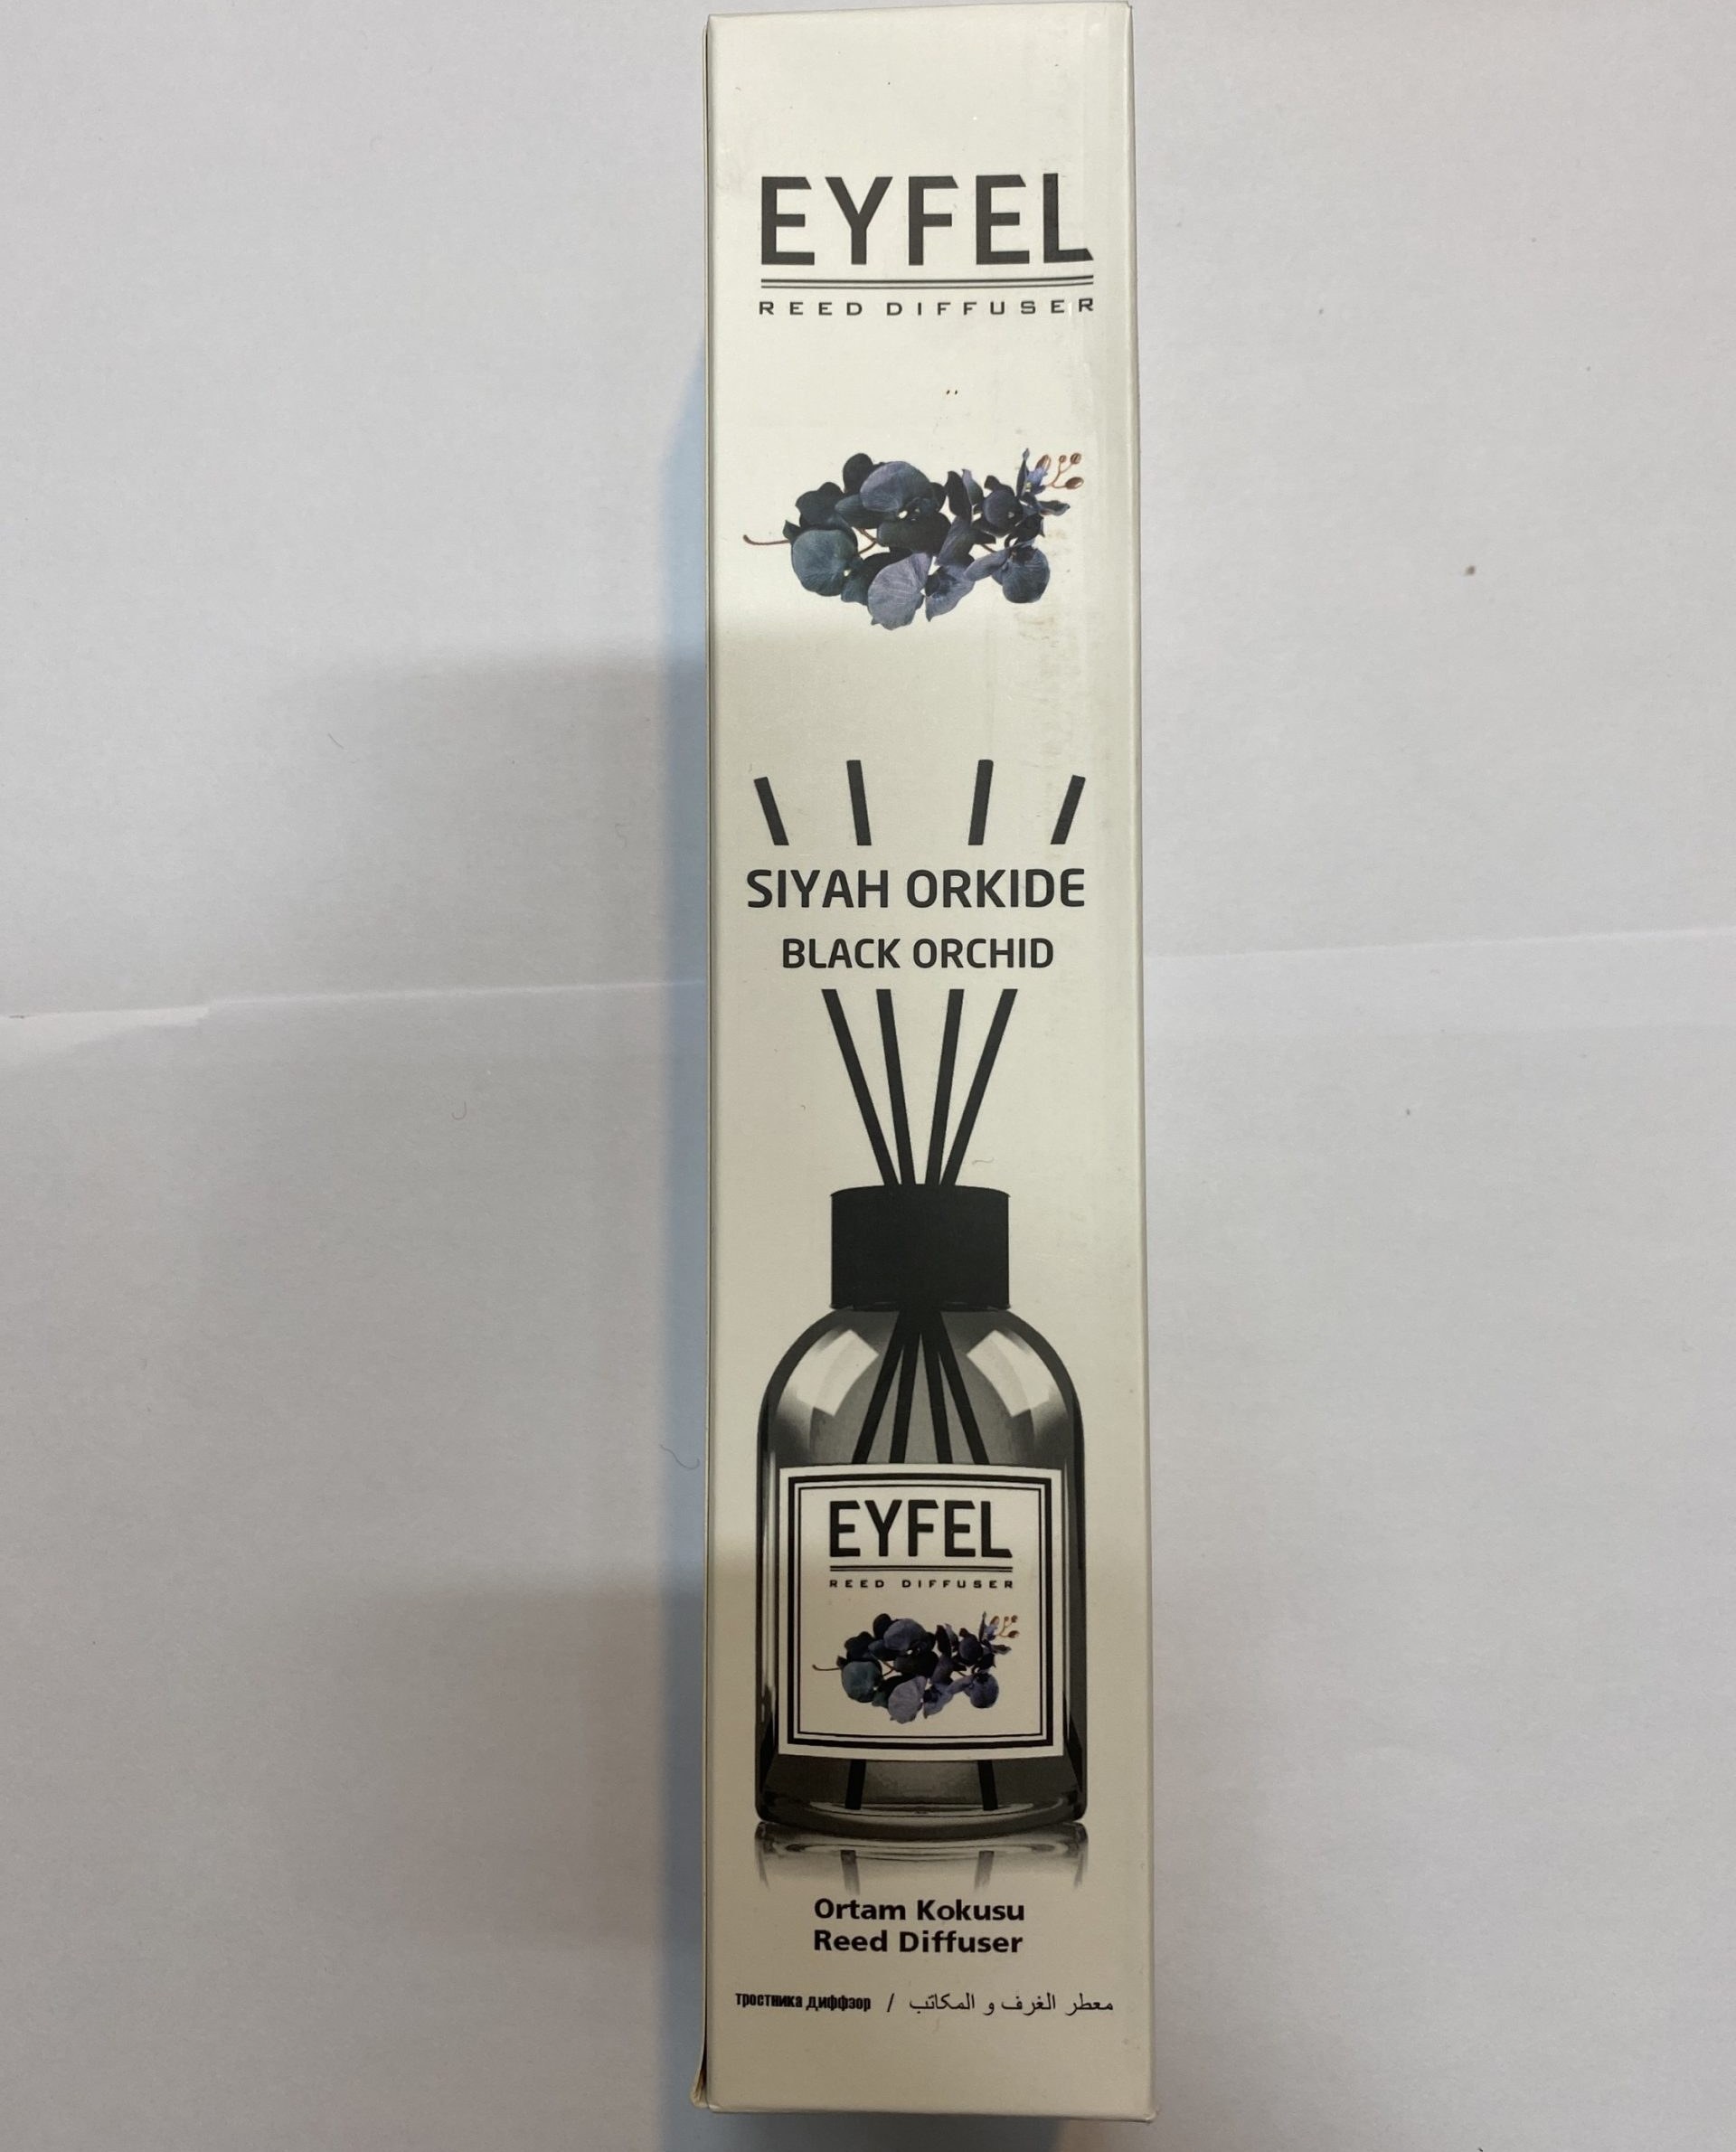 EYFEL
REED DIFFUSER
SIYAH ORKIDE
BLACK ORCHID
EYFEL
REED DIFFUSER
Ortam Kokusu
Reed Diffuser
тростника диффзор / معطر الغرف و المكاتب